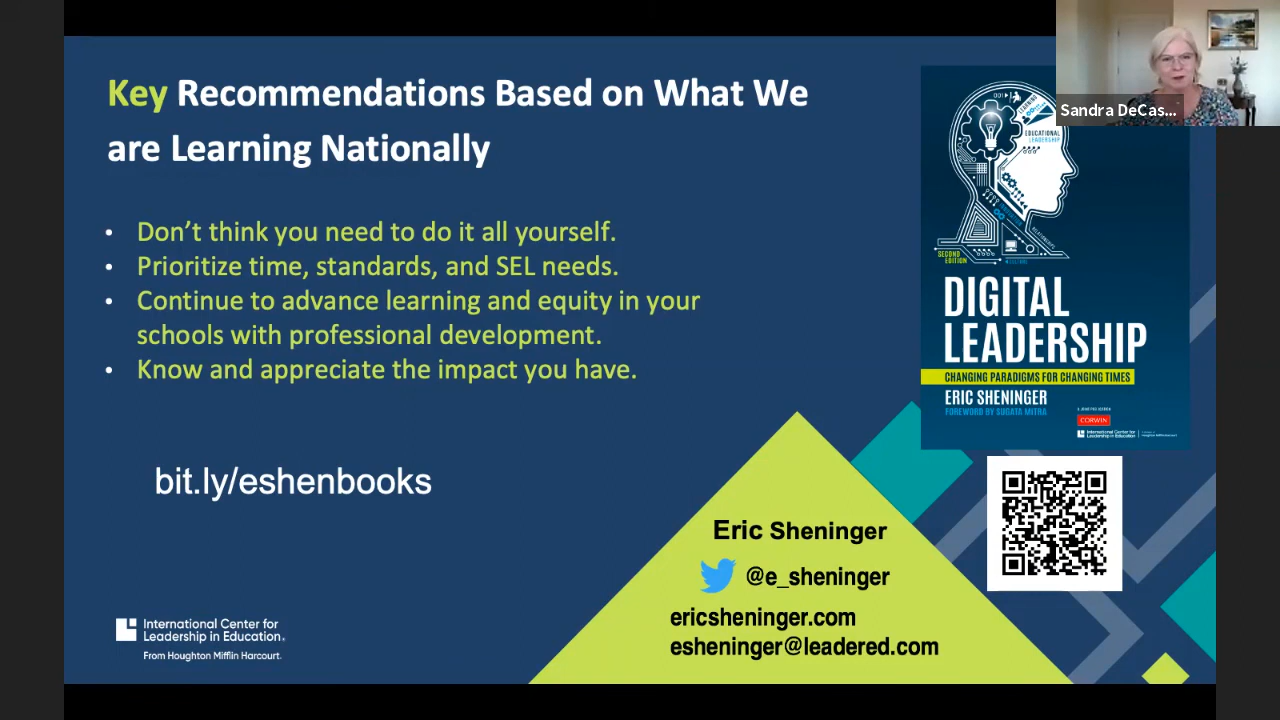 Key Recommendations Based on What We
are Learning Nationally
• Don’t think you need to do it all yourself.
• Prioritize time, standards, and SEL needs.
• Continue to advance learning and equity in your
schools with professional development.
• Know and appreciate the impact you have.
bit.ly/eshenbooks
International Center for
Leadership in Education.
From Houghton Mifflin Harcourt.
Sandra DeCas...
EDUCATIONAL
LEADERSHIP
SECOND
EDITION
DIGITAL
LEADERSHIP
CHANGING PARADIGMS FOR CHANGING TIMES
ERIC SHENINGER
FOREWORD BY SUGATA MITRA
CORWIN
International Center for
Leadership in Education
Eric Sheninger
@e_sheninger
ericsheninger.com
esheninger@leadered.com